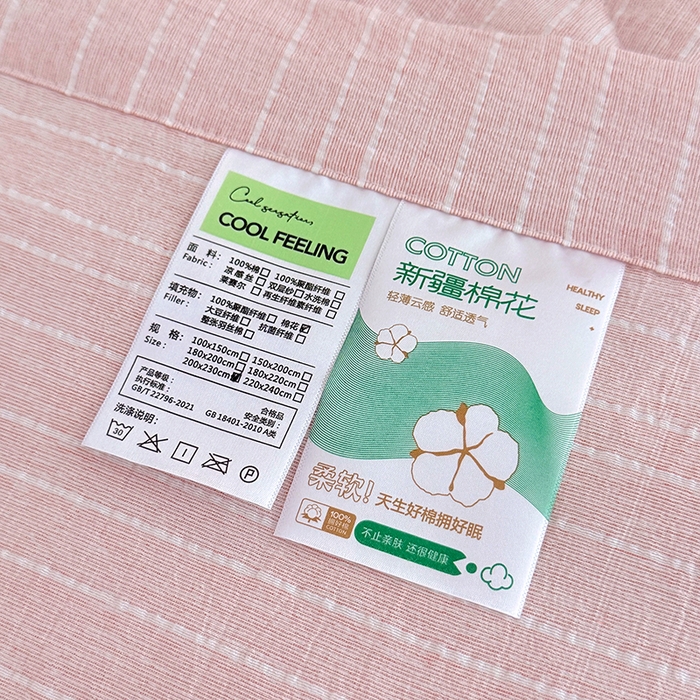 Cool sensations
COOL FEELING
面 料: 100%棉□ 100%聚酯纤维□
Fabric: 凉感丝□ 双层纱□水洗棉□
莱赛尔□ 再生纤维素纤维□
填充物: 100%聚酯纤维□ 棉花☑
Filler: 大豆纤维□ 抗菌纤维□
整张羽丝棉□
规 格: 100x150cm□ 150x200cm□
Size: 180x200cm□ 180x220cm□
200x230cm☑ 220x240cm□
产品等级: 合格品
执行标准: 安全类别:
GB/T 22796-2021 GB 18401-2010 A类
洗涤说明:
30
P
COTTON
新疆棉花
轻薄云感 舒适透气
HEALTHY
SLEEP
+
柔软!天生好棉拥好眠
100%
COTTON
不止亲肤 还很健康